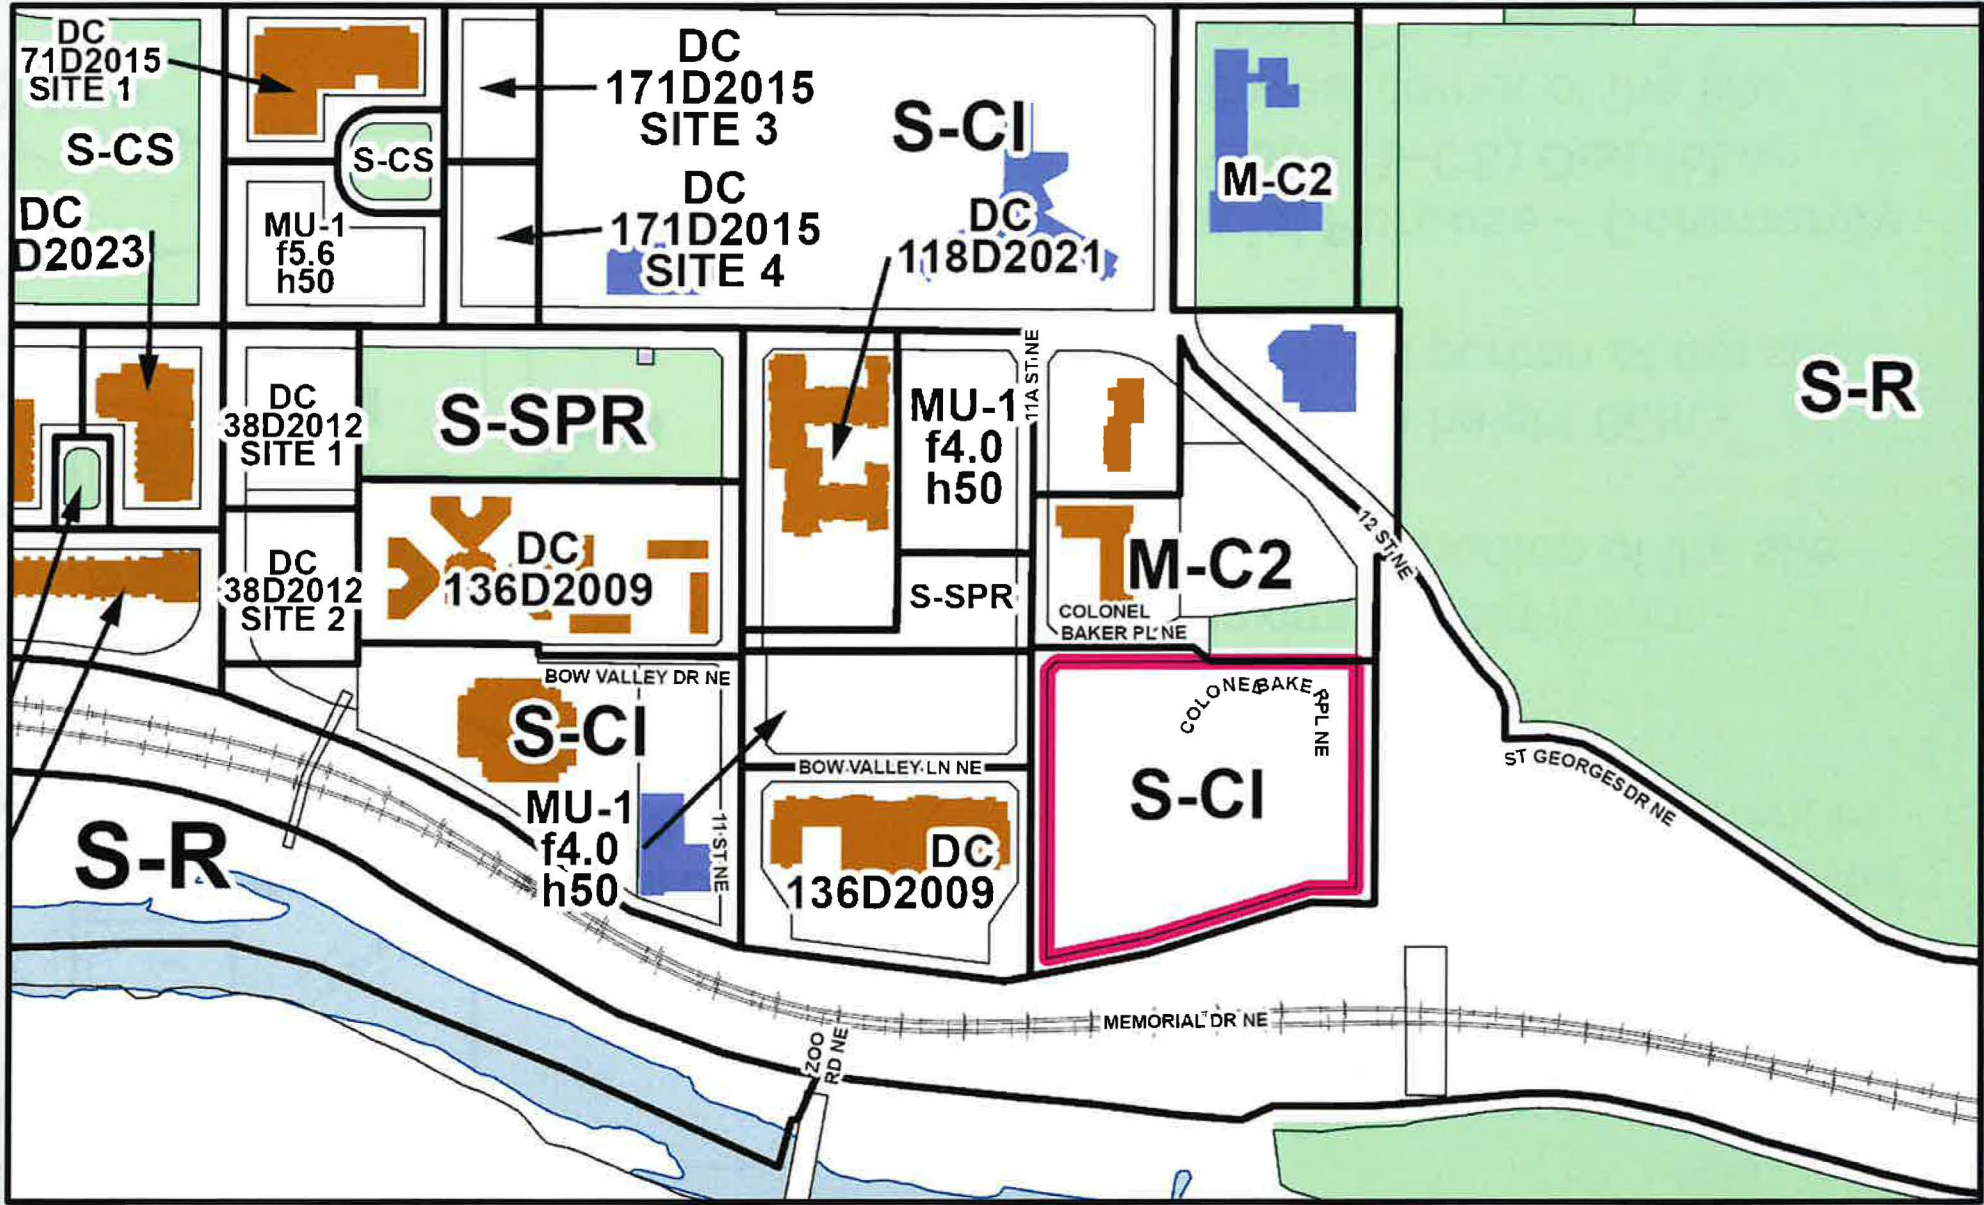 DC
71D2015
SITE 1
S-CS
DC
D2023
S-CS
MU-1
f5.6
h50
DC
171D2015
SITE 3
DC
171D2015
SITE 4
S-CI
DC
118D2021
M-C2
S-R
DC
38D2012
SITE 1
S-SPR
MU-1
f4.0
h50
11A ST NE
DC
38D2012
SITE 2
DC
136D2009
S-SPR
M-C2
COLONEL
BAKER PL NE
12 ST NE
BOW VALLEY DR NE
S-CI
MU-1
f4.0
h50
11 ST NE
BOW VALLEY LN NE
DC
136D2009
COLONEL BAKER PL NE
S-CI
ST GEORGES DR NE
S-R
MEMORIAL DR NE
ZOO
RD NE